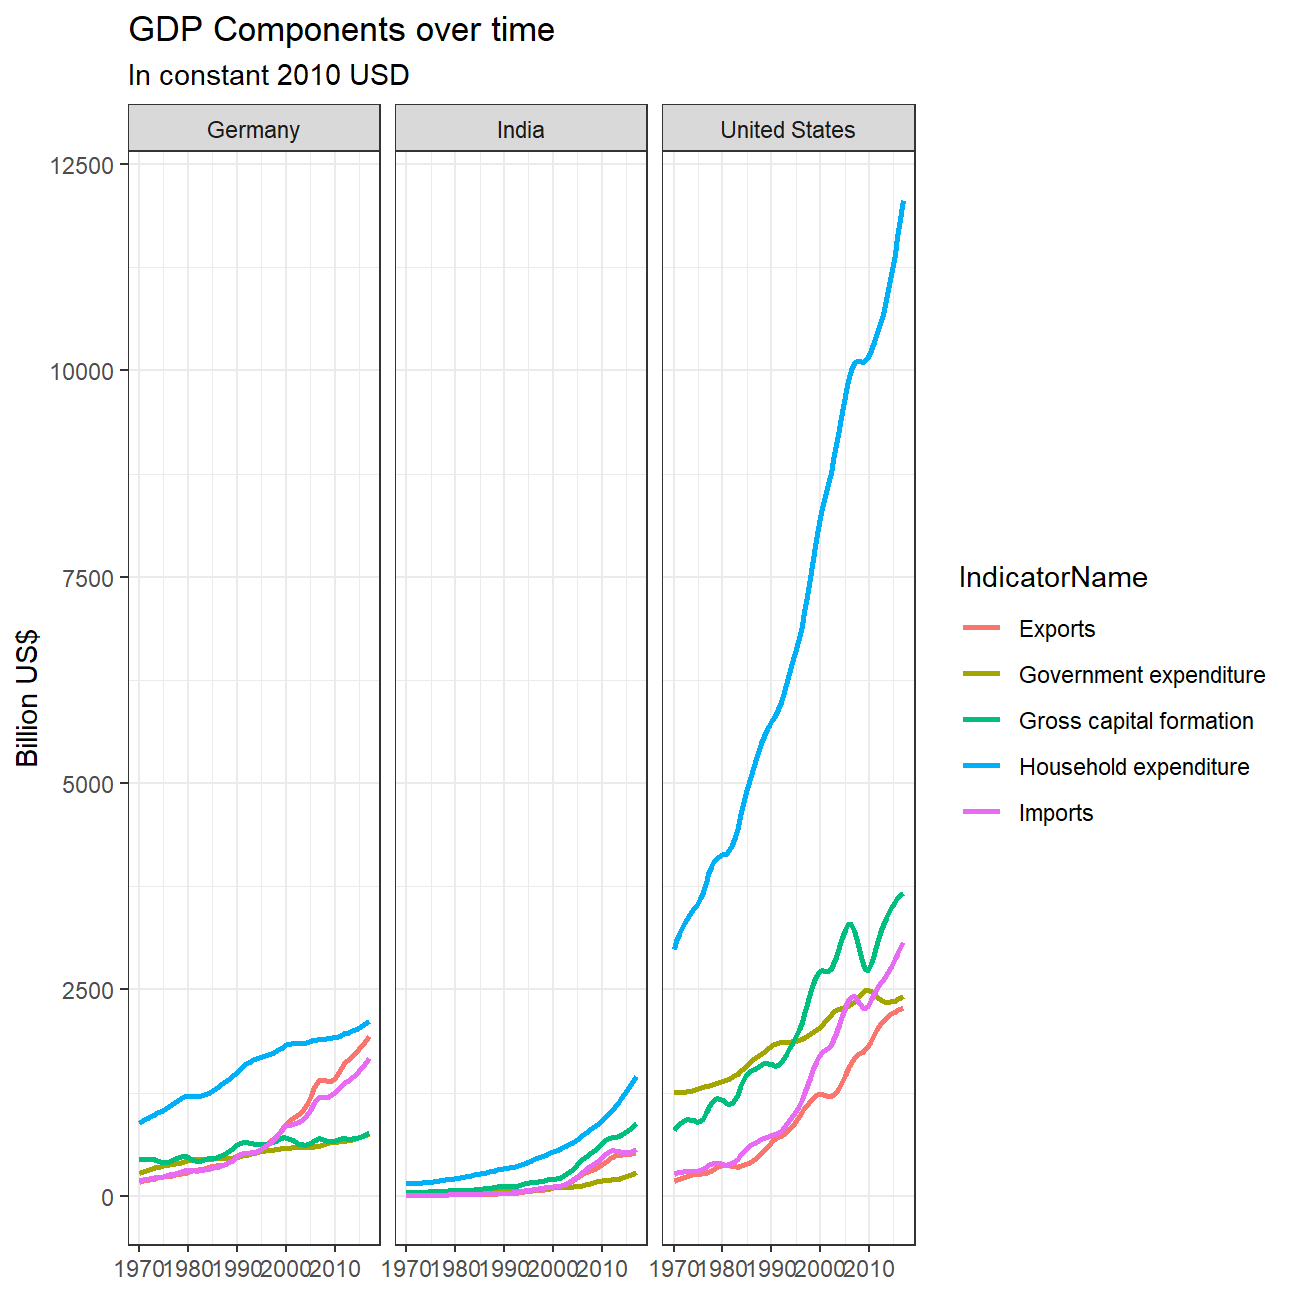 GDP Components over time
In constant 2010 USD
Germany India United States
12500
10000
7500
5000
2500
0
Billion US$
1970 1980 1990 2000 2010 1970 1980 1990 2000 2010 1970 1980 1990 2000 2010
IndicatorName
Exports
Government expenditure
Gross capital formation
Household expenditure
Imports